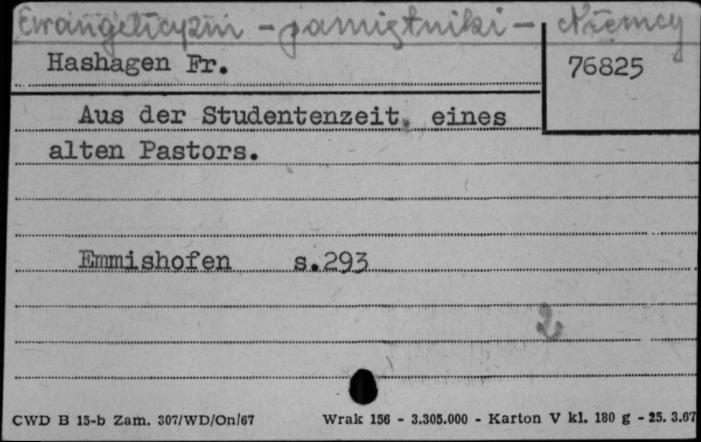 Ewangelicyzm - pamiętniki - Niemcy
Hashagen Fr.
76825
Aus der Studentenzeit eines
alten Pastors.
Emmishofen s.293
2
CWD B 15-b Zam. 307/WD/On/67 Wrak 156 - 3.305.000 - Karton V kl. 180 g - 25. 3.67